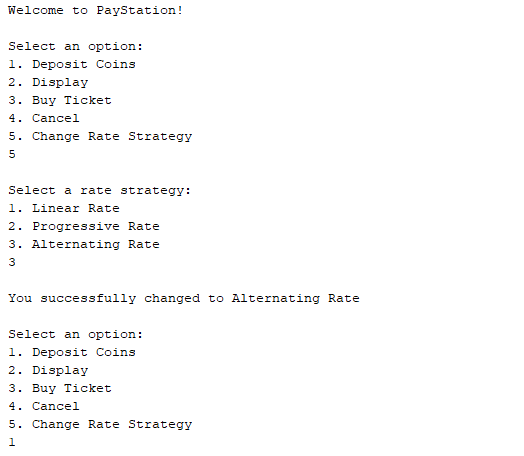 Welcome to PayStation!
Select an option:
1. Deposit Coins
2. Display
3. Buy Ticket
4. Cancel
5. Change Rate Strategy
5
Select a rate strategy:
1. Linear Rate
2. Progressive Rate
3. Alternating Rate
3
You successfully changed to Alternating Rate
Select an option:
1. Deposit Coins
2. Display
3. Buy Ticket
4. Cancel
5. Change Rate Strategy
1